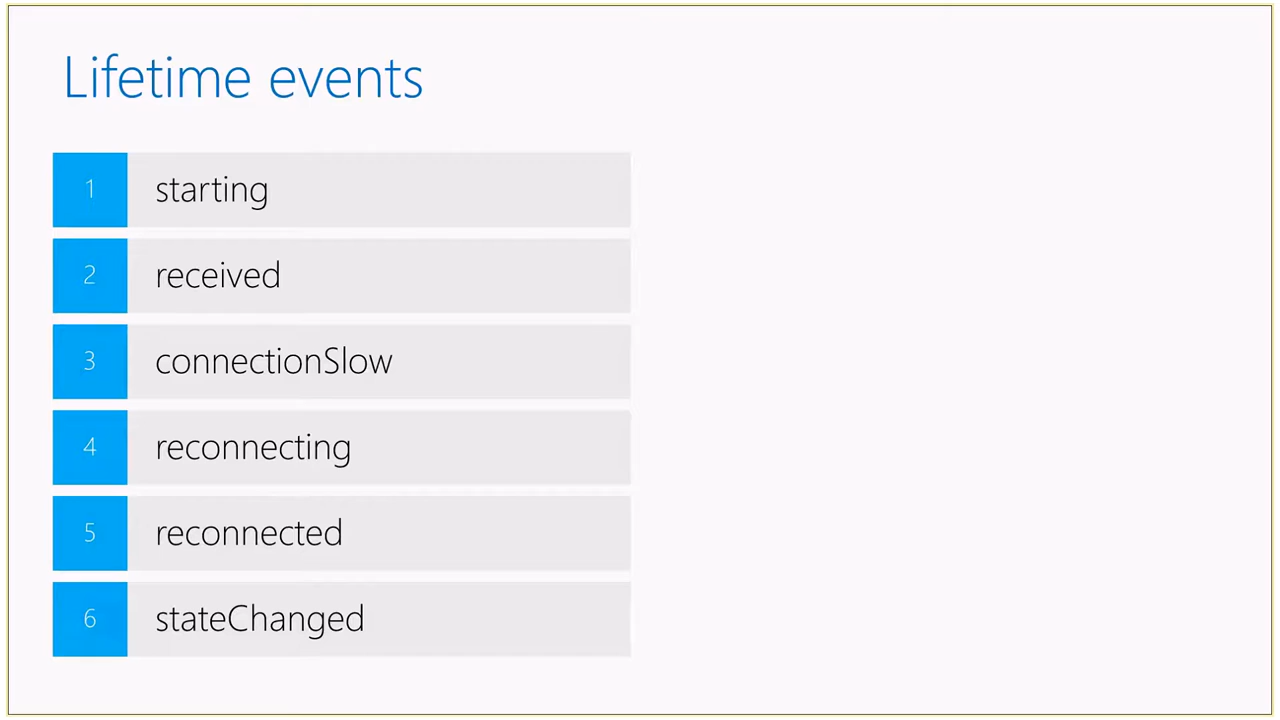 Lifetime events
1 starting
2 received
3 connectionSlow
4 reconnecting
5 reconnected
6 stateChanged